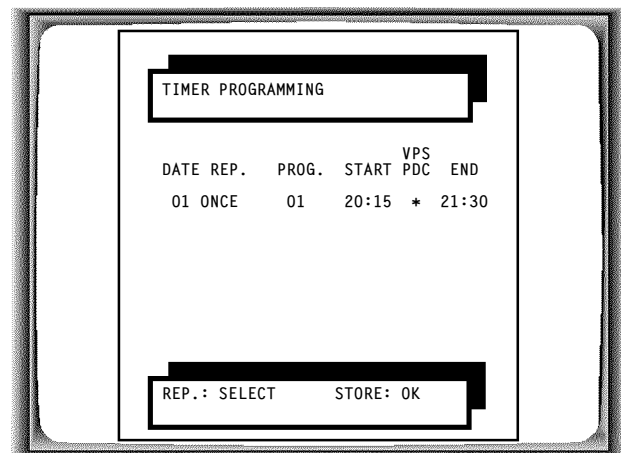 TIMER PROGRAMMING
VPS
DATE REP. PROG. START PDC END
01 ONCE 01 20:15 * 21:30
REP.: SELECT STORE: OK